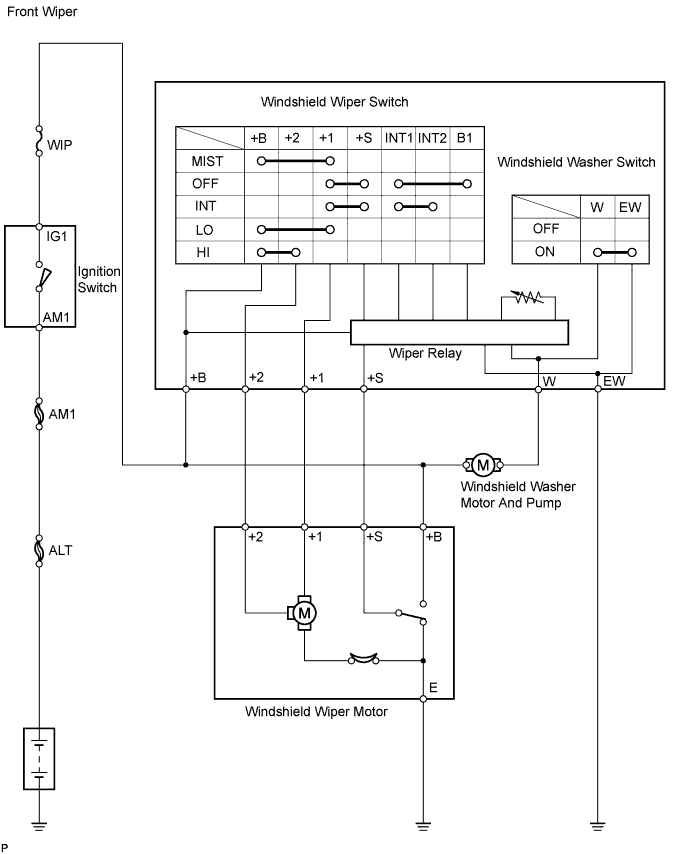 Front Wiper
WIP
IG1
Ignition
Switch
AM1
AM1
ALT
Windshield Wiper Switch
+B +2 +1 +S INT1 INT2 B1
MIST
OFF
INT
LO
HI
Windshield Washer Switch
W EW
OFF
ON
Wiper Relay
+B +2 +1 +S W EW
M
Windshield Washer
Motor And Pump
+2 +1 +S +B
M
E
Windshield Wiper Motor
P